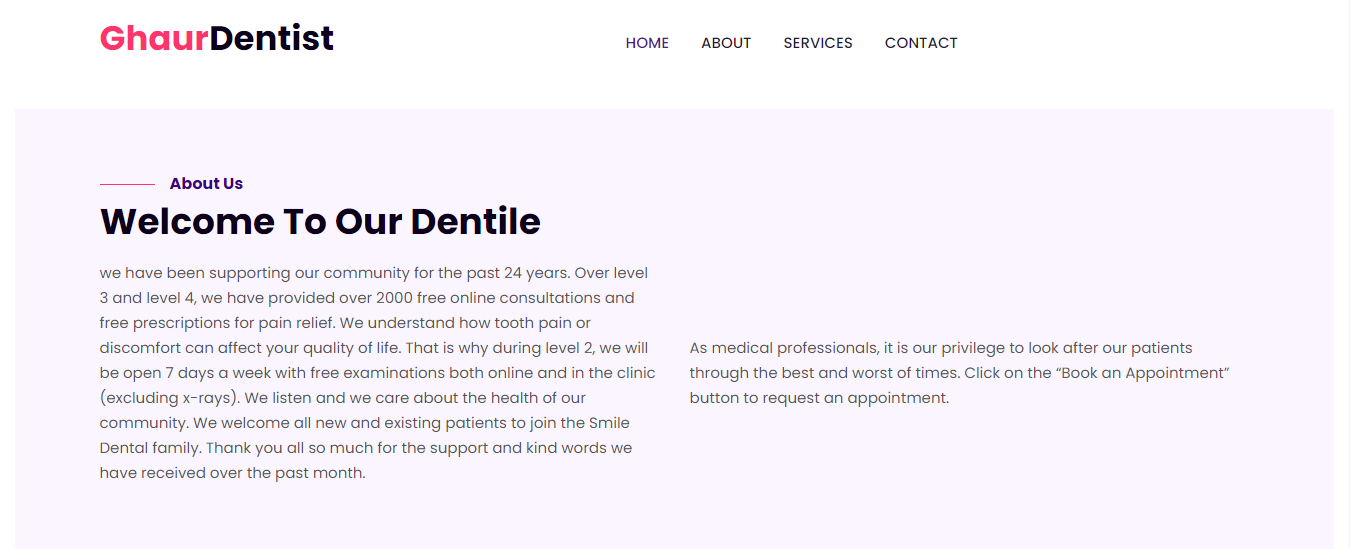 GhaurDentist
HOME ABOUT SERVICES CONTACT
About Us
Welcome To Our Dentile
we have been supporting our community for the past 24 years. Over level
3 and level 4, we have provided over 2000 free online consultations and
free prescriptions for pain relief. We understand how tooth pain or
discomfort can affect your quality of life. That is why during level 2, we will
be open 7 days a week with free examinations both online and in the clinic
(excluding x-rays). We listen and we care about the health of our
community. We welcome all new and existing patients to join the Smile
Dental family. Thank you all so much for the support and kind words we
have received over the past month.
As medical professionals, it is our privilege to look after our patients
through the best and worst of times. Click on the “Book an Appointment”
button to request an appointment.